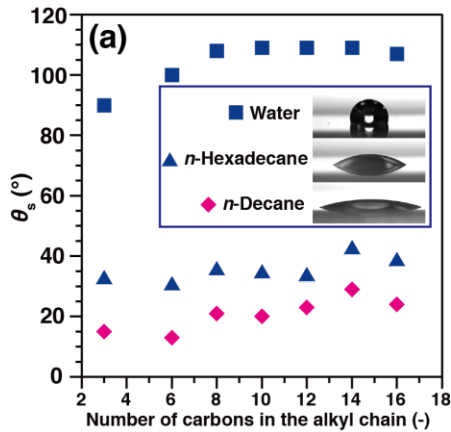 (a)
120
100
80
60
40
20
0
θs (°)
Water
n-Hexadecane
n-Decane
2 4 6 8 10 12 14 16 18
Number of carbons in the alkyl chain (-)